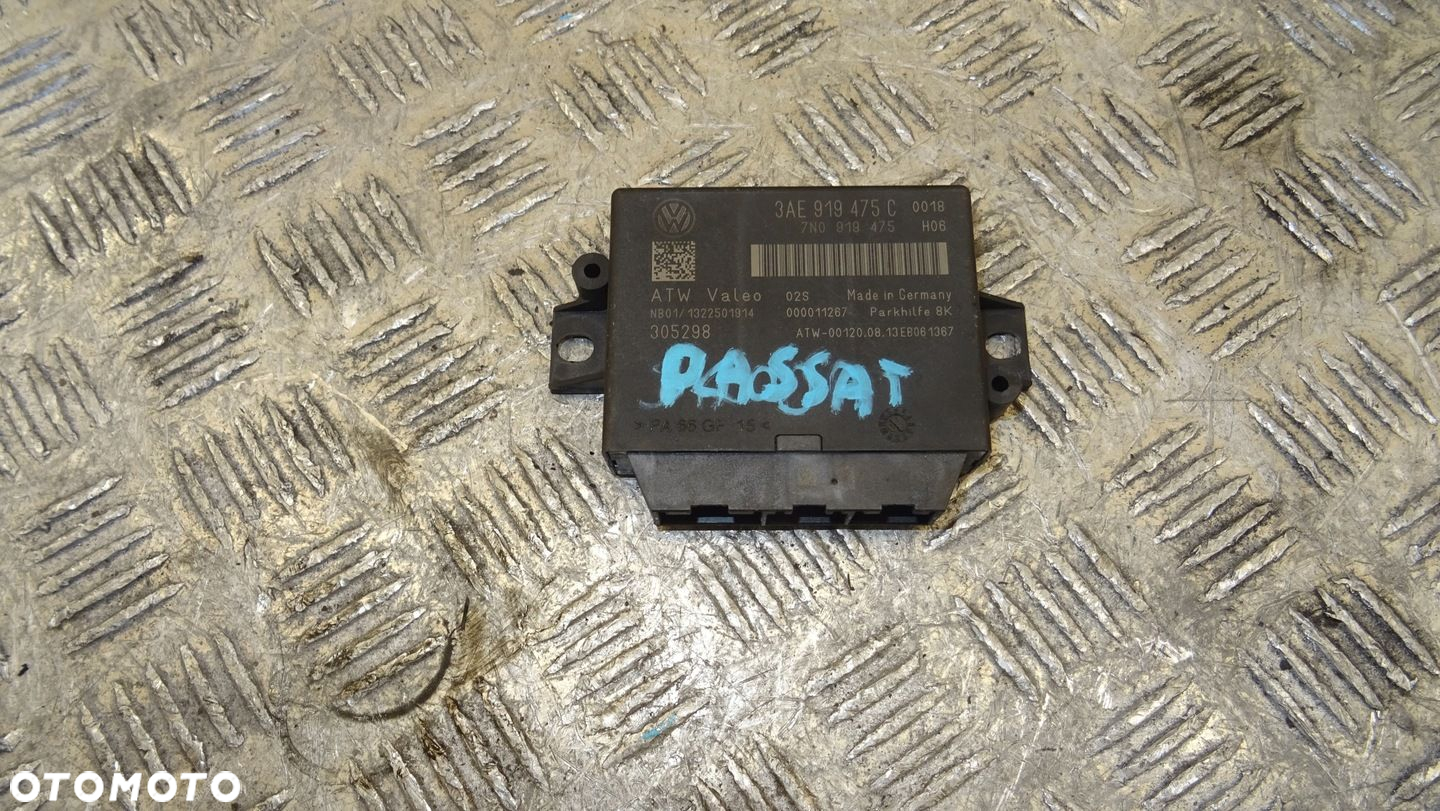 3AE 919 475 C 0018
7N0 919 475 H06
ATW Valeo 02S Made in Germany
NB01/1322501914 000011267 Parkhilfe 8K
305298 ATW-00120.08.13EB061367
PASSAT
> PA 66 GF 15 <
OTOMOTO